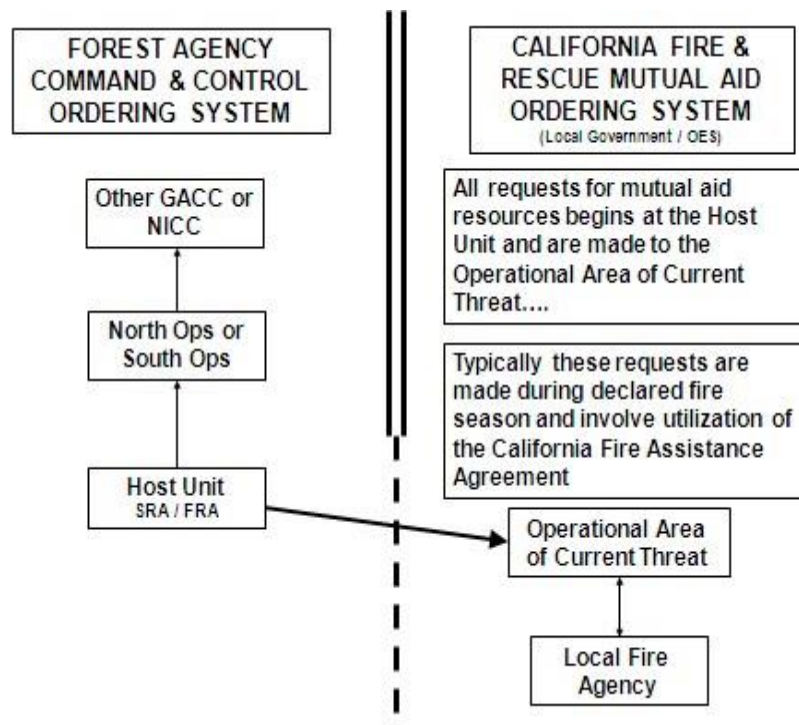 FOREST AGENCY
COMMAND & CONTROL
ORDERING SYSTEM
Other GACC or
NICC
North Ops or
South Ops
Host Unit
SRA / FRA
CALIFORNIA FIRE &
RESCUE MUTUAL AID
ORDERING SYSTEM
(Local Government / OES)
All requests for mutual aid
resources begins at the Host
Unit and are made to the
Operational Area of Current
Threat....
Typically these requests are
made during declared fire
season and involve utilization of
the California Fire Assistance
Agreement
Operational Area
of Current Threat
Local Fire
Agency